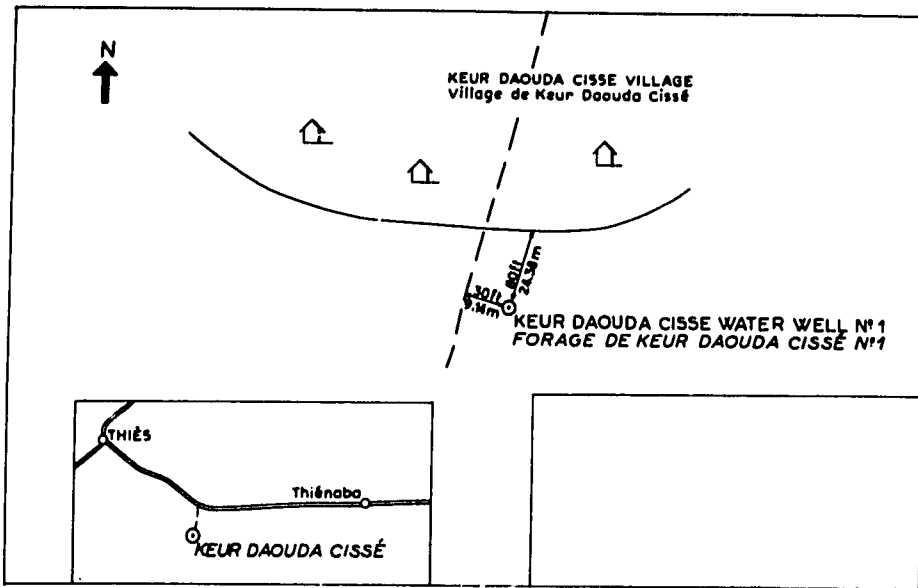 N
KEUR DAOUDA CISSE VILLAGE
Village de Keur Daouda Cissé
80ft
24.38m
30ft
9.14m
KEUR DAOUDA CISSE WATER WELL Nº1
FORAGE DE KEUR DAOUDA CISSÉ Nº1
THIÈS
Thiénaba
KEUR DAOUDA CISSÉ